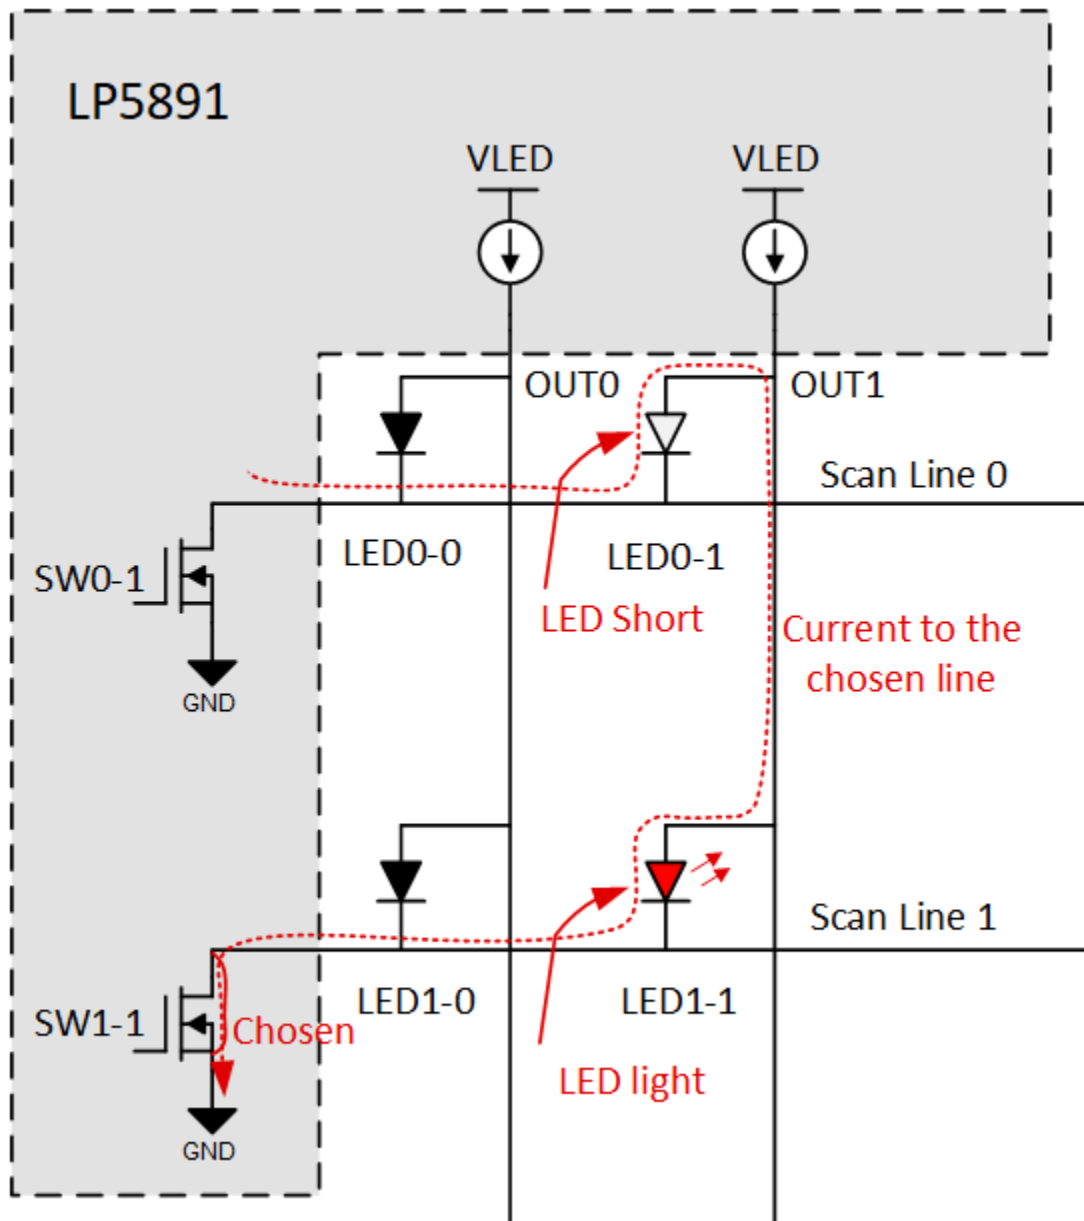 LP5891
VLED
VLED
OUT0
OUT1
Scan Line 0
LED0-0
LED0-1
SW0-1
LED Short
Current to the
chosen line
GND
Scan Line 1
LED1-0
LED1-1
SW1-1
Chosen
LED light
GND